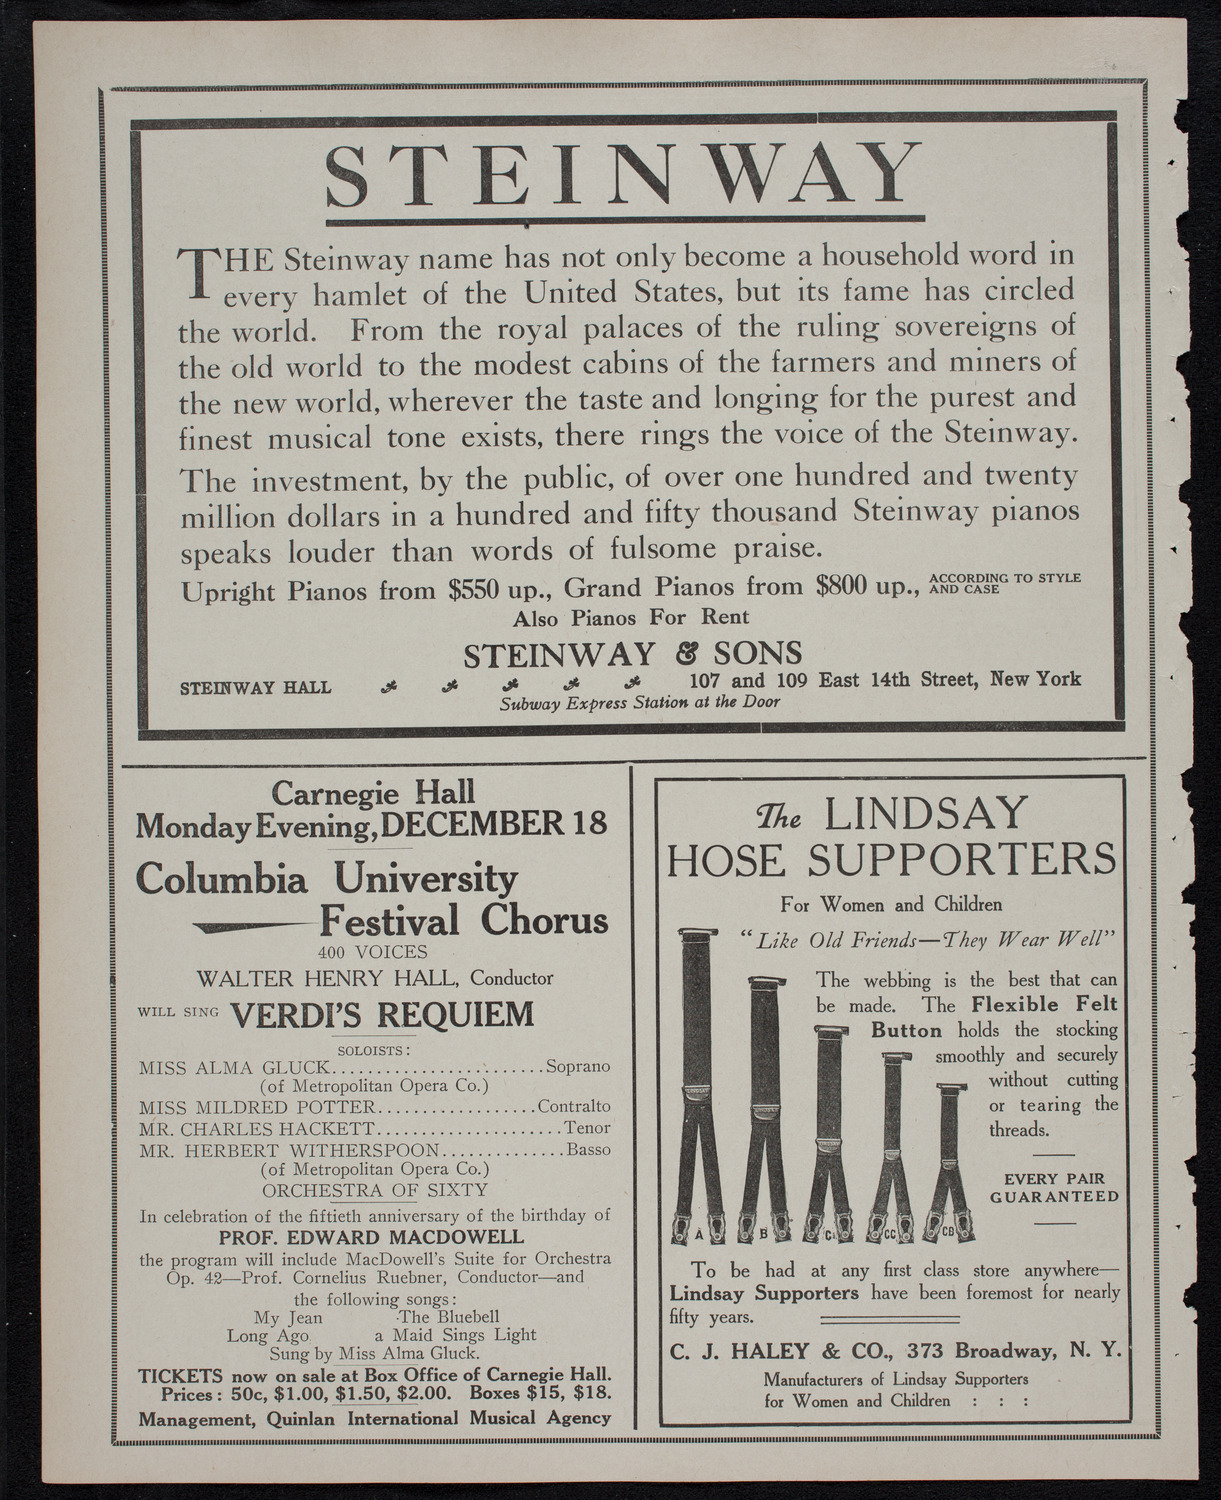 STEINWAY
THE Steinway name has not only become a household word in
every hamlet of the United States, but its fame has circled
the world. From the royal palaces of the ruling sovereigns of
the old world to the modest cabins of the farmers and miners of
the new world, wherever the taste and longing for the purest and
finest musical tone exists, there rings the voice of the Steinway.
The investment, by the public, of over one hundred and twenty
million dollars in a hundred and fifty thousand Steinway pianos
speaks louder than words of fulsome praise.
Upright Pianos from $550 up., Grand Pianos from $800 up., ACCORDING TO STYLE AND CASE
Also Pianos For Rent
STEINWAY & SONS
STEINWAY HALL 107 and 109 East 14th Street, New York
Subway Express Station at the Door
Carnegie Hall
Monday Evening, DECEMBER 18
Columbia University
Festival Chorus
400 VOICES
WALTER HENRY HALL, Conductor
WILL SING VERDI'S REQUIEM
SOLOISTS:
MISS ALMA GLUCK........................Soprano
(of Metropolitan Opera Co.)
MISS MILDRED POTTER..................Contralto
MR. CHARLES HACKETT.....................Tenor
MR. HERBERT WITHERSPOON..............Basso
(of Metropolitan Opera Co.)
ORCHESTRA OF SIXTY
In celebration of the fiftieth anniversary of the birthday of
PROF. EDWARD MACDOWELL
the program will include MacDowell's Suite for Orchestra
Op. 42—Prof. Cornelius Ruebner, Conductor—and
the following songs:
My Jean The Bluebell
Long Ago a Maid Sings Light
Sung by Miss Alma Gluck.
TICKETS now on sale at Box Office of Carnegie Hall.
Prices: 50c, $1.00, $1.50, $2.00. Boxes $15, $18.
Management, Quinlan International Musical Agency
The LINDSAY
HOSE SUPPORTERS
For Women and Children
"Like Old Friends—They Wear Well"
The webbing is the best that can
be made. The Flexible Felt
Button holds the stocking
smoothly and securely
without cutting
or tearing the
threads.
EVERY PAIR
GUARANTEED
LINDSAY
A B C CC CB
To be had at any first class store anywhere—
Lindsay Supporters have been foremost for nearly
fifty years.
C. J. HALEY & CO., 373 Broadway, N. Y.
Manufacturers of Lindsay Supporters
for Women and Children : : :